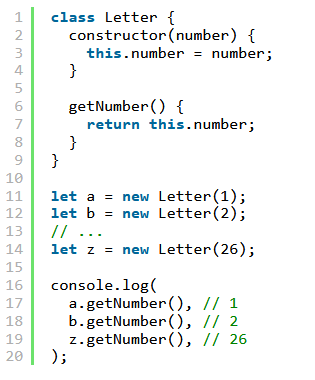 1 class Letter {
2   constructor(number) {
3     this.number = number;
4   }
5
6   getNumber() {
7     return this.number;
8   }
9 }
10
11 let a = new Letter(1);
12 let b = new Letter(2);
13 // ...
14 let z = new Letter(26);
15
16 console.log(
17   a.getNumber(), // 1
18   b.getNumber(), // 2
19   z.getNumber(), // 26
20 );